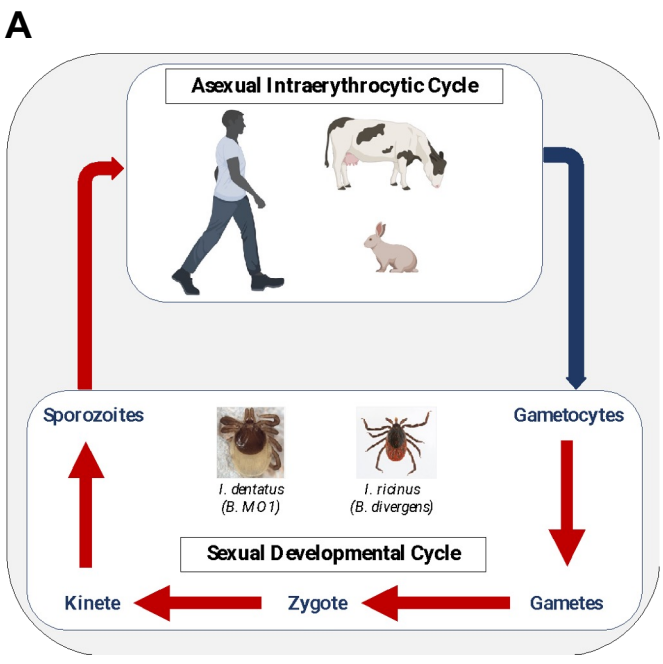 A
Asexual Intraerythrocytic Cycle
Sporozoites
Gametocytes
I. dentatus
(B. MO1)
I. ricinus
(B. divergens)
Sexual Developmental Cycle
Kinete
Zygote
Gametes